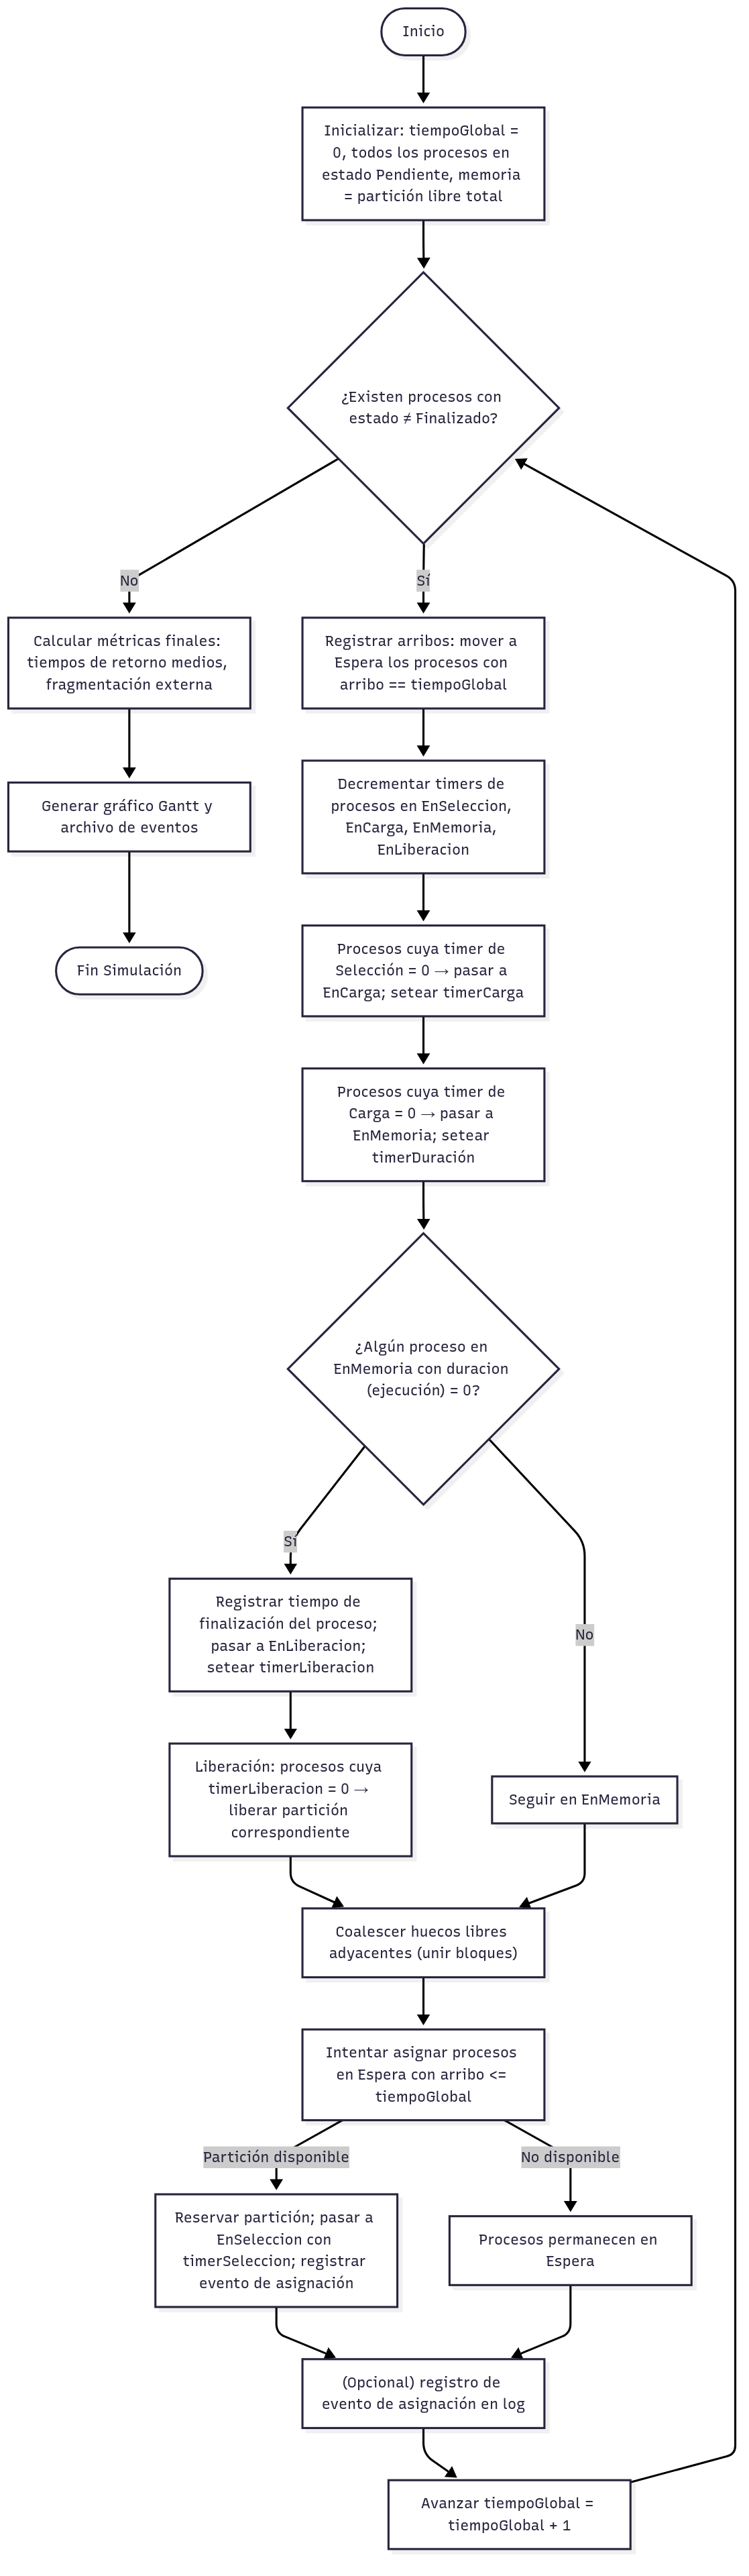 Inicio
Inicializar: tiempoGlobal =
0, todos los procesos en
estado Pendiente, memoria
= partición libre total
¿Existen procesos con
estado ≠ Finalizado?
No
Sí
Calcular métricas finales:
tiempos de retorno medios,
fragmentación externa
Registrar arribos: mover a
Espera los procesos con
arribo == tiempoGlobal
Generar gráfico Gantt y
archivo de eventos
Decrementar timers de
procesos en EnSeleccion,
EnCarga, EnMemoria,
EnLiberacion
Fin Simulación
Procesos cuya timer de
Selección = 0 → pasar a
EnCarga; setear timerCarga
Procesos cuya timer de
Carga = 0 → pasar a
EnMemoria; setear
timerDuración
¿Algún proceso en
EnMemoria con duracion
(ejecución) = 0?
Sí
No
Registrar tiempo de
finalización del proceso;
pasar a EnLiberacion;
setear timerLiberacion
Liberación: procesos cuya
timerLiberacion = 0 →
liberar partición
correspondiente
Seguir en EnMemoria
Coalescer huecos libres
adyacentes (unir bloques)
Intentar asignar procesos
en Espera con arribo <=
tiempoGlobal
Partición disponible
No disponible
Reservar partición; pasar a
EnSeleccion con
timerSeleccion; registrar
evento de asignación
Procesos permanecen en
Espera
(Opcional) registro de
evento de asignación en log
Avanzar tiempoGlobal =
tiempoGlobal + 1